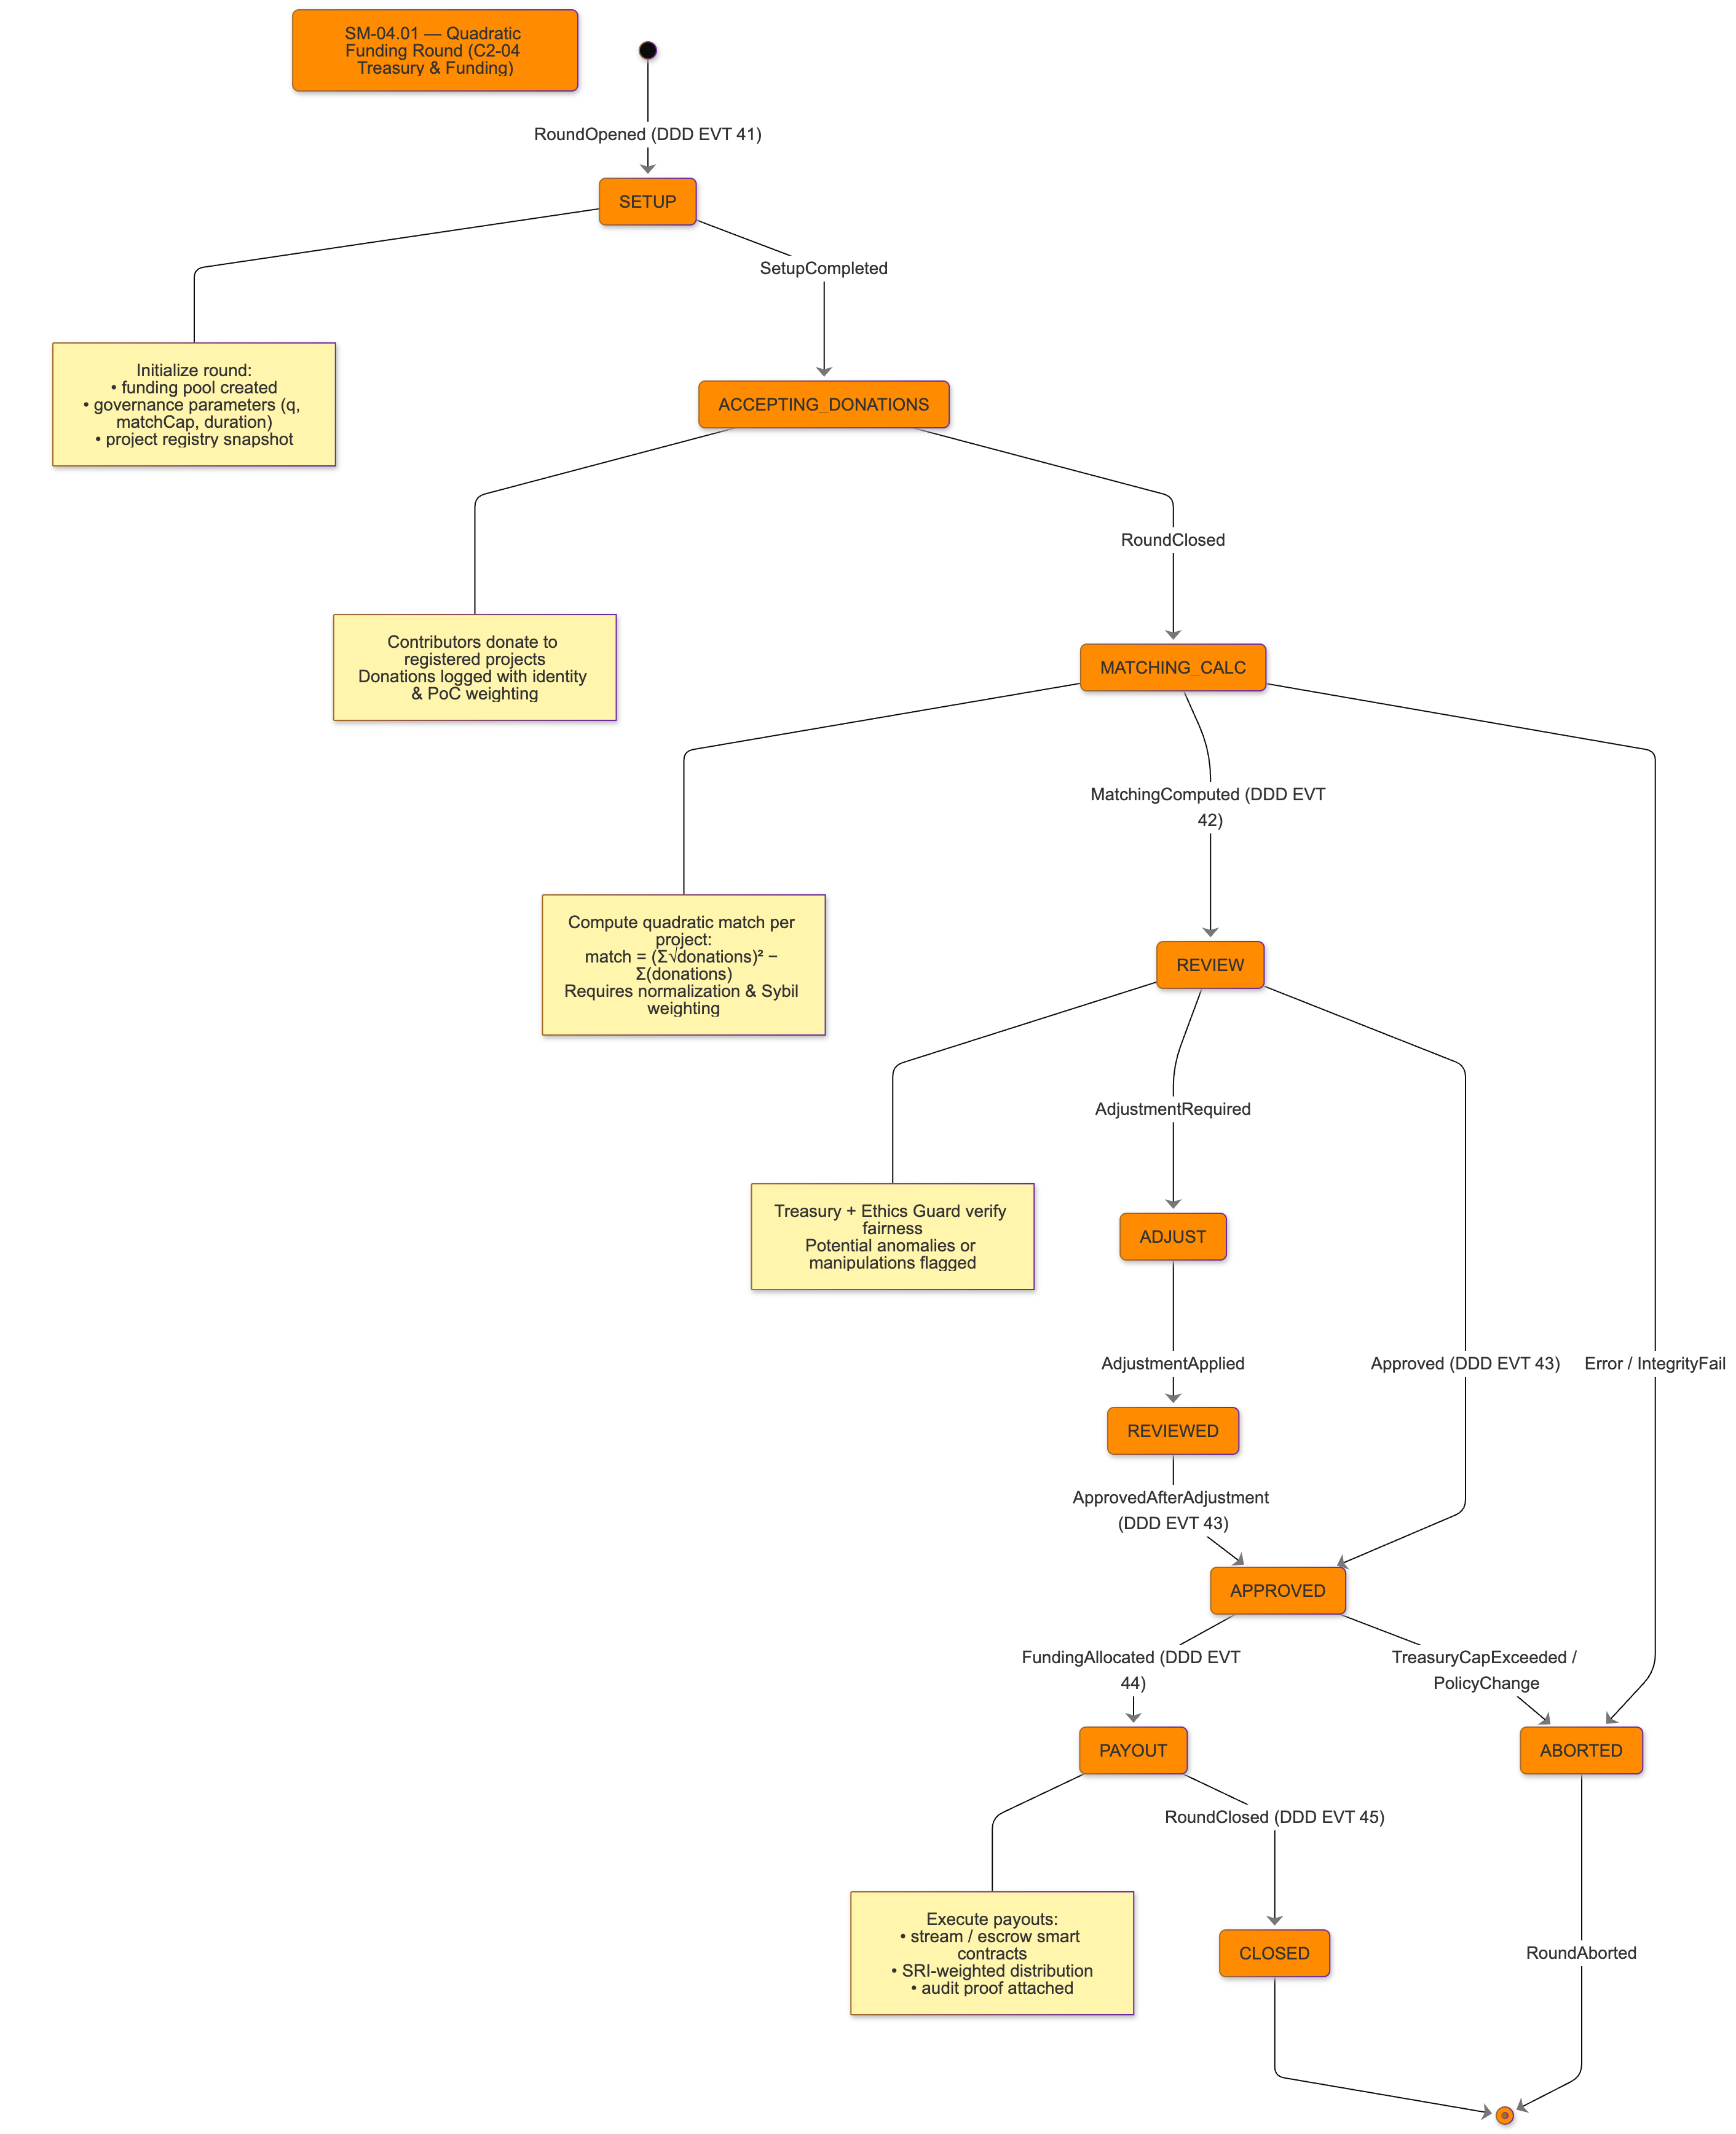 SM-04.01 — Quadratic
Funding Round (C2-04
Treasury & Funding)
RoundOpened (DDD EVT 41)
SETUP
SetupCompleted
Initialize round:
• funding pool created
• governance parameters (q,
matchCap, duration)
• project registry snapshot
ACCEPTING_DONATIONS
RoundClosed
Contributors donate to
registered projects
Donations logged with identity
& PoC weighting
MATCHING_CALC
MatchingComputed (DDD EVT
42)
Compute quadratic match per
project:
match = (Σ√donations)² −
Σ(donations)
Requires normalization & Sybil
weighting
REVIEW
AdjustmentRequired
Treasury + Ethics Guard verify
fairness
Potential anomalies or
manipulations flagged
ADJUST
AdjustmentApplied
Approved (DDD EVT 43)
Error / IntegrityFail
REVIEWED
ApprovedAfterAdjustment
(DDD EVT 43)
APPROVED
FundingAllocated (DDD EVT
44)
TreasuryCapExceeded /
PolicyChange
PAYOUT
ABORTED
RoundClosed (DDD EVT 45)
Execute payouts:
• stream / escrow smart
contracts
• SRI-weighted distribution
• audit proof attached
CLOSED
RoundAborted